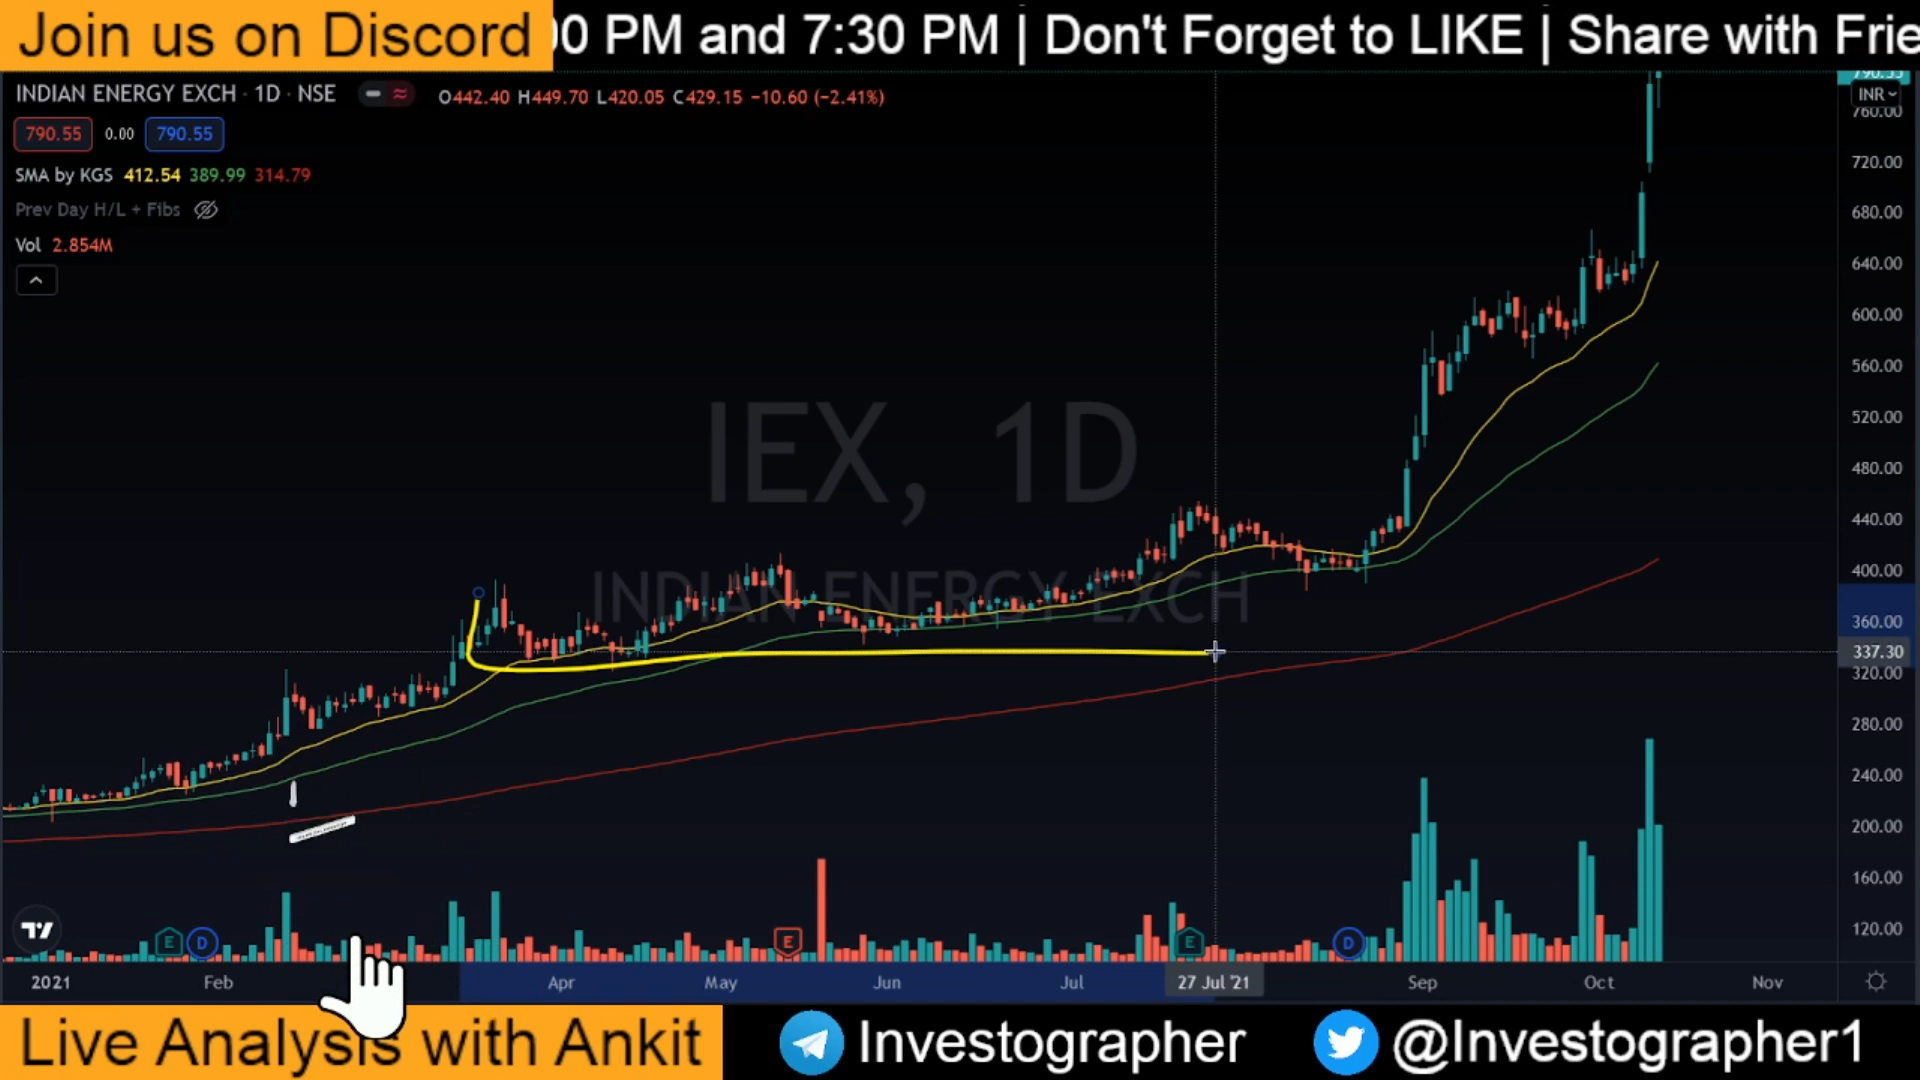 Join us on Discord
00 PM and 7:30 PM | Don't Forget to LIKE | Share with Frie
INDIAN ENERGY EXCH · 1D · NSE
O442.40 H449.70 L420.05 C429.15 −10.60 (−2.41%)
790.55 0.00 790.55
SMA by KGS 412.54 389.99 314.79
Prev Day H/L + Fibs
Vol 2.854M
IEX, 1D
INDIAN ENERGY EXCH
790.55
INR
760.00
720.00
680.00
640.00
600.00
560.00
520.00
480.00
440.00
400.00
360.00
337.30
320.00
280.00
240.00
200.00
160.00
120.00
E D E E D
2021 Feb Apr May Jun Jul 27 Jul '21 Sep Oct Nov
Live Analysis with Ankit
Investographer
@Investographer1